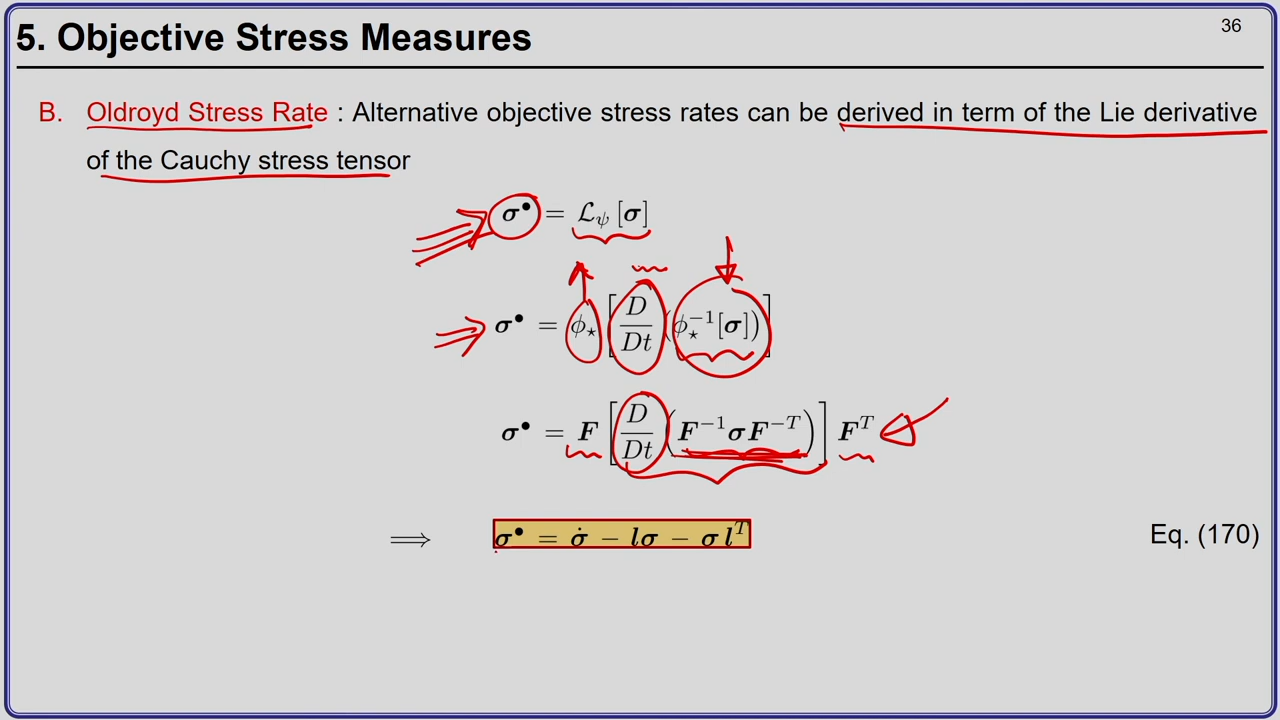 36
5. Objective Stress Measures
B. Oldroyd Stress Rate : Alternative objective stress rates can be derived in term of the Lie derivative
of the Cauchy stress tensor
σ• = ℒψ [σ]
σ• = ϕ⋆ [D/Dt (ϕ⋆⁻¹[σ])]
σ• = F [D/Dt (F⁻¹σF⁻ᵀ)] Fᵀ
⟹ σ• = σ̇ − lσ − σlᵀ Eq. (170)